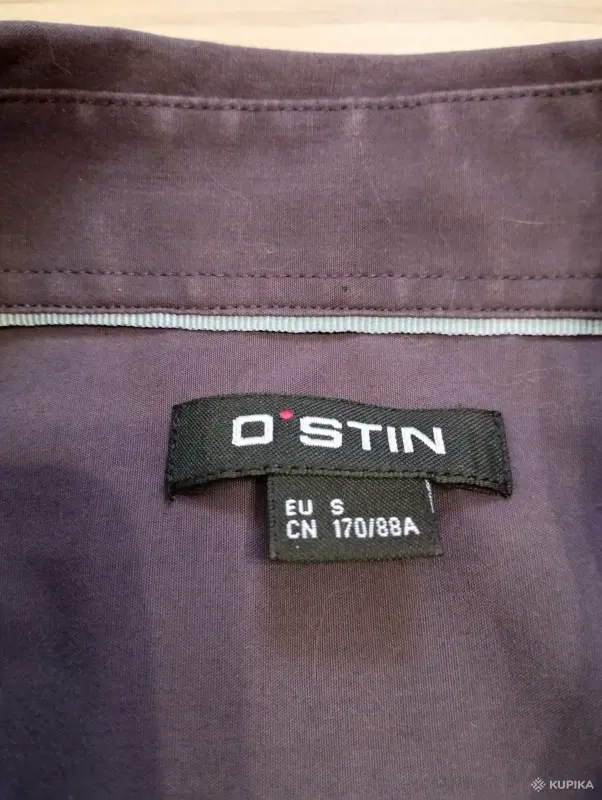 O'STIN
EU S
CN 170/88A
KUPIKA